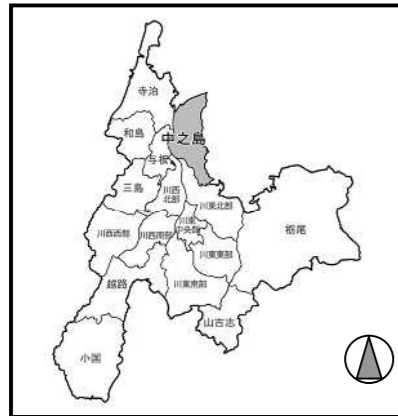 寺泊
中之島
和島
与板
三島
川西
北部
川東北部
栃尾
川東
中央部
川西西部
川西南部
川東東部
越路
川東南部
山古志
小国